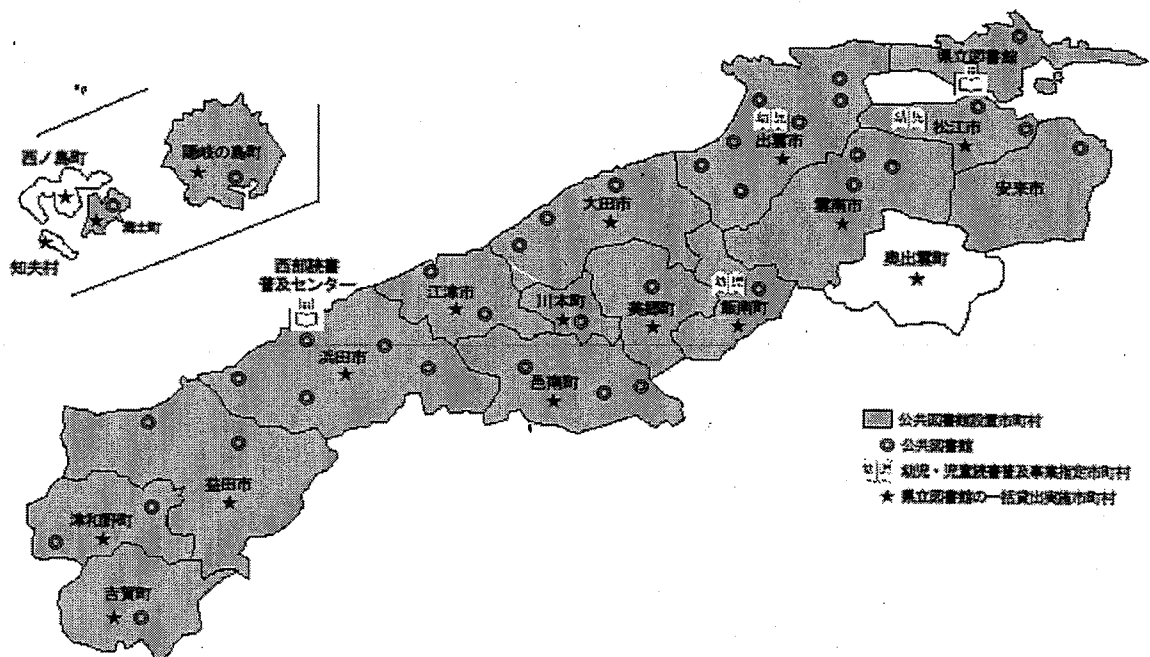 県立図書館
松江市
出雲市
安来市
雲南市
奥出雲町
大田市
飯南町
美郷町
川本町
江津市
邑南町
西部読書
普及センター
浜田市
益田市
津和野町
吉賀町
隠岐の島町
西ノ島町
海士町
知夫村
公共図書館設置市町村
公共図書館
幼児・児童読書普及事業指定市町村
県立図書館の一括貸出実施市町村